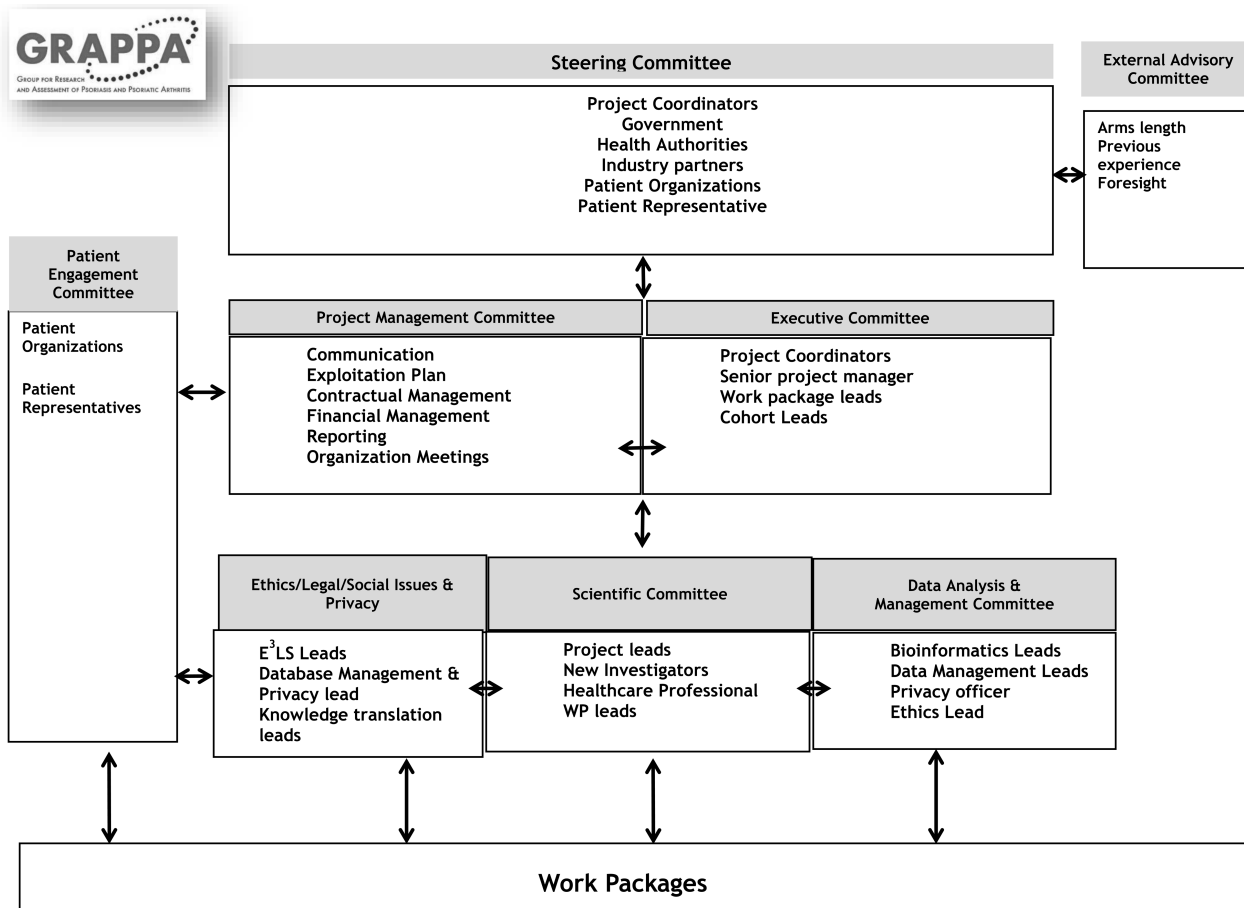 GRAPPA
GROUP FOR RESEARCH
AND ASSESSMENT OF PSORIASIS AND PSORIATIC ARTHRITIS
Steering Committee
Project Coordinators
Government
Health Authorities
Industry partners
Patient Organizations
Patient Representative
External Advisory
Committee
Arms length
Previous
experience
Foresight
Patient
Engagement
Committee
Patient
Organizations
Patient
Representatives
Project Management Committee
Communication
Exploitation Plan
Contractual Management
Financial Management
Reporting
Organization Meetings
Executive Committee
Project Coordinators
Senior project manager
Work package leads
Cohort Leads
Ethics/Legal/Social Issues &
Privacy
E³LS Leads
Database Management &
Privacy lead
Knowledge translation
leads
Scientific Committee
Project leads
New Investigators
Healthcare Professional
WP leads
Data Analysis &
Management Committee
Bioinformatics Leads
Data Management Leads
Privacy officer
Ethics Lead
Work Packages